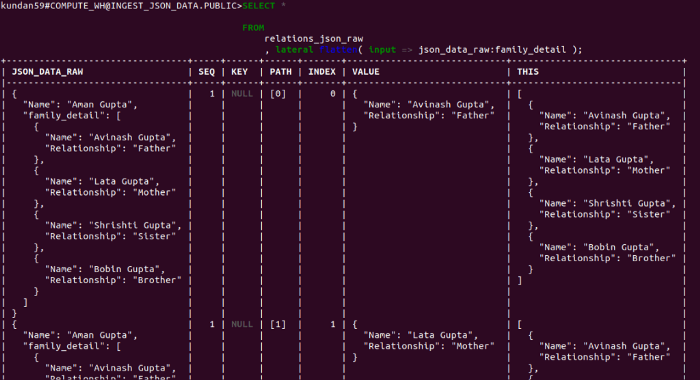 kundan59#COMPUTE_WH@INGEST_JSON_DATA.PUBLIC>SELECT *
FROM
relations_json_raw
, lateral flatten( input => json_data_raw:family_detail );
+-------------------------------+-----+------+------+-------+---------------------------+-------------------------------+
| JSON_DATA_RAW | SEQ | KEY | PATH | INDEX | VALUE | THIS |
|-------------------------------+-----+------+------+-------+---------------------------+-------------------------------|
| { | 1 | NULL | [0] | 0 | { | [ |
| "Name": "Aman Gupta", | | | | | "Name": "Avinash Gupta", | { |
| "family_detail": [ | | | | | "Relationship": "Father" | "Name": "Avinash Gupta", |
| { | | | | | } | "Relationship": "Father" |
| "Name": "Avinash Gupta", | | | | | | }, |
| "Relationship": "Father" | | | | | | { |
| }, | | | | | | "Name": "Lata Gupta", |
| { | | | | | | "Relationship": "Mother" |
| "Name": "Lata Gupta", | | | | | | }, |
| "Relationship": "Mother" | | | | | | { |
| }, | | | | | | "Name": "Shrishti Gupta", |
| { | | | | | | "Relationship": "Sister" |
| "Name": "Shrishti Gupta", | | | | | | }, |
| "Relationship": "Sister" | | | | | | { |
| }, | | | | | | "Name": "Bobin Gupta", |
| { | | | | | | "Relationship": "Brother" |
| "Name": "Bobin Gupta", | | | | | | } |
| "Relationship": "Brother" | | | | | | ] |
| } | | | | | | |
| ] | | | | | | |
| } | | | | | | |
| { | 1 | NULL | [1] | 1 | { | [ |
| "Name": "Aman Gupta", | | | | | "Name": "Lata Gupta", | { |
| "family_detail": [ | | | | | "Relationship": "Mother" | "Name": "Avinash Gupta", |
| { | | | | | } | "Relationship": "Father" |
| "Name": "Avinash Gupta", | | | | | | }, |
| "Relationship": "Father" | | | | | | { |